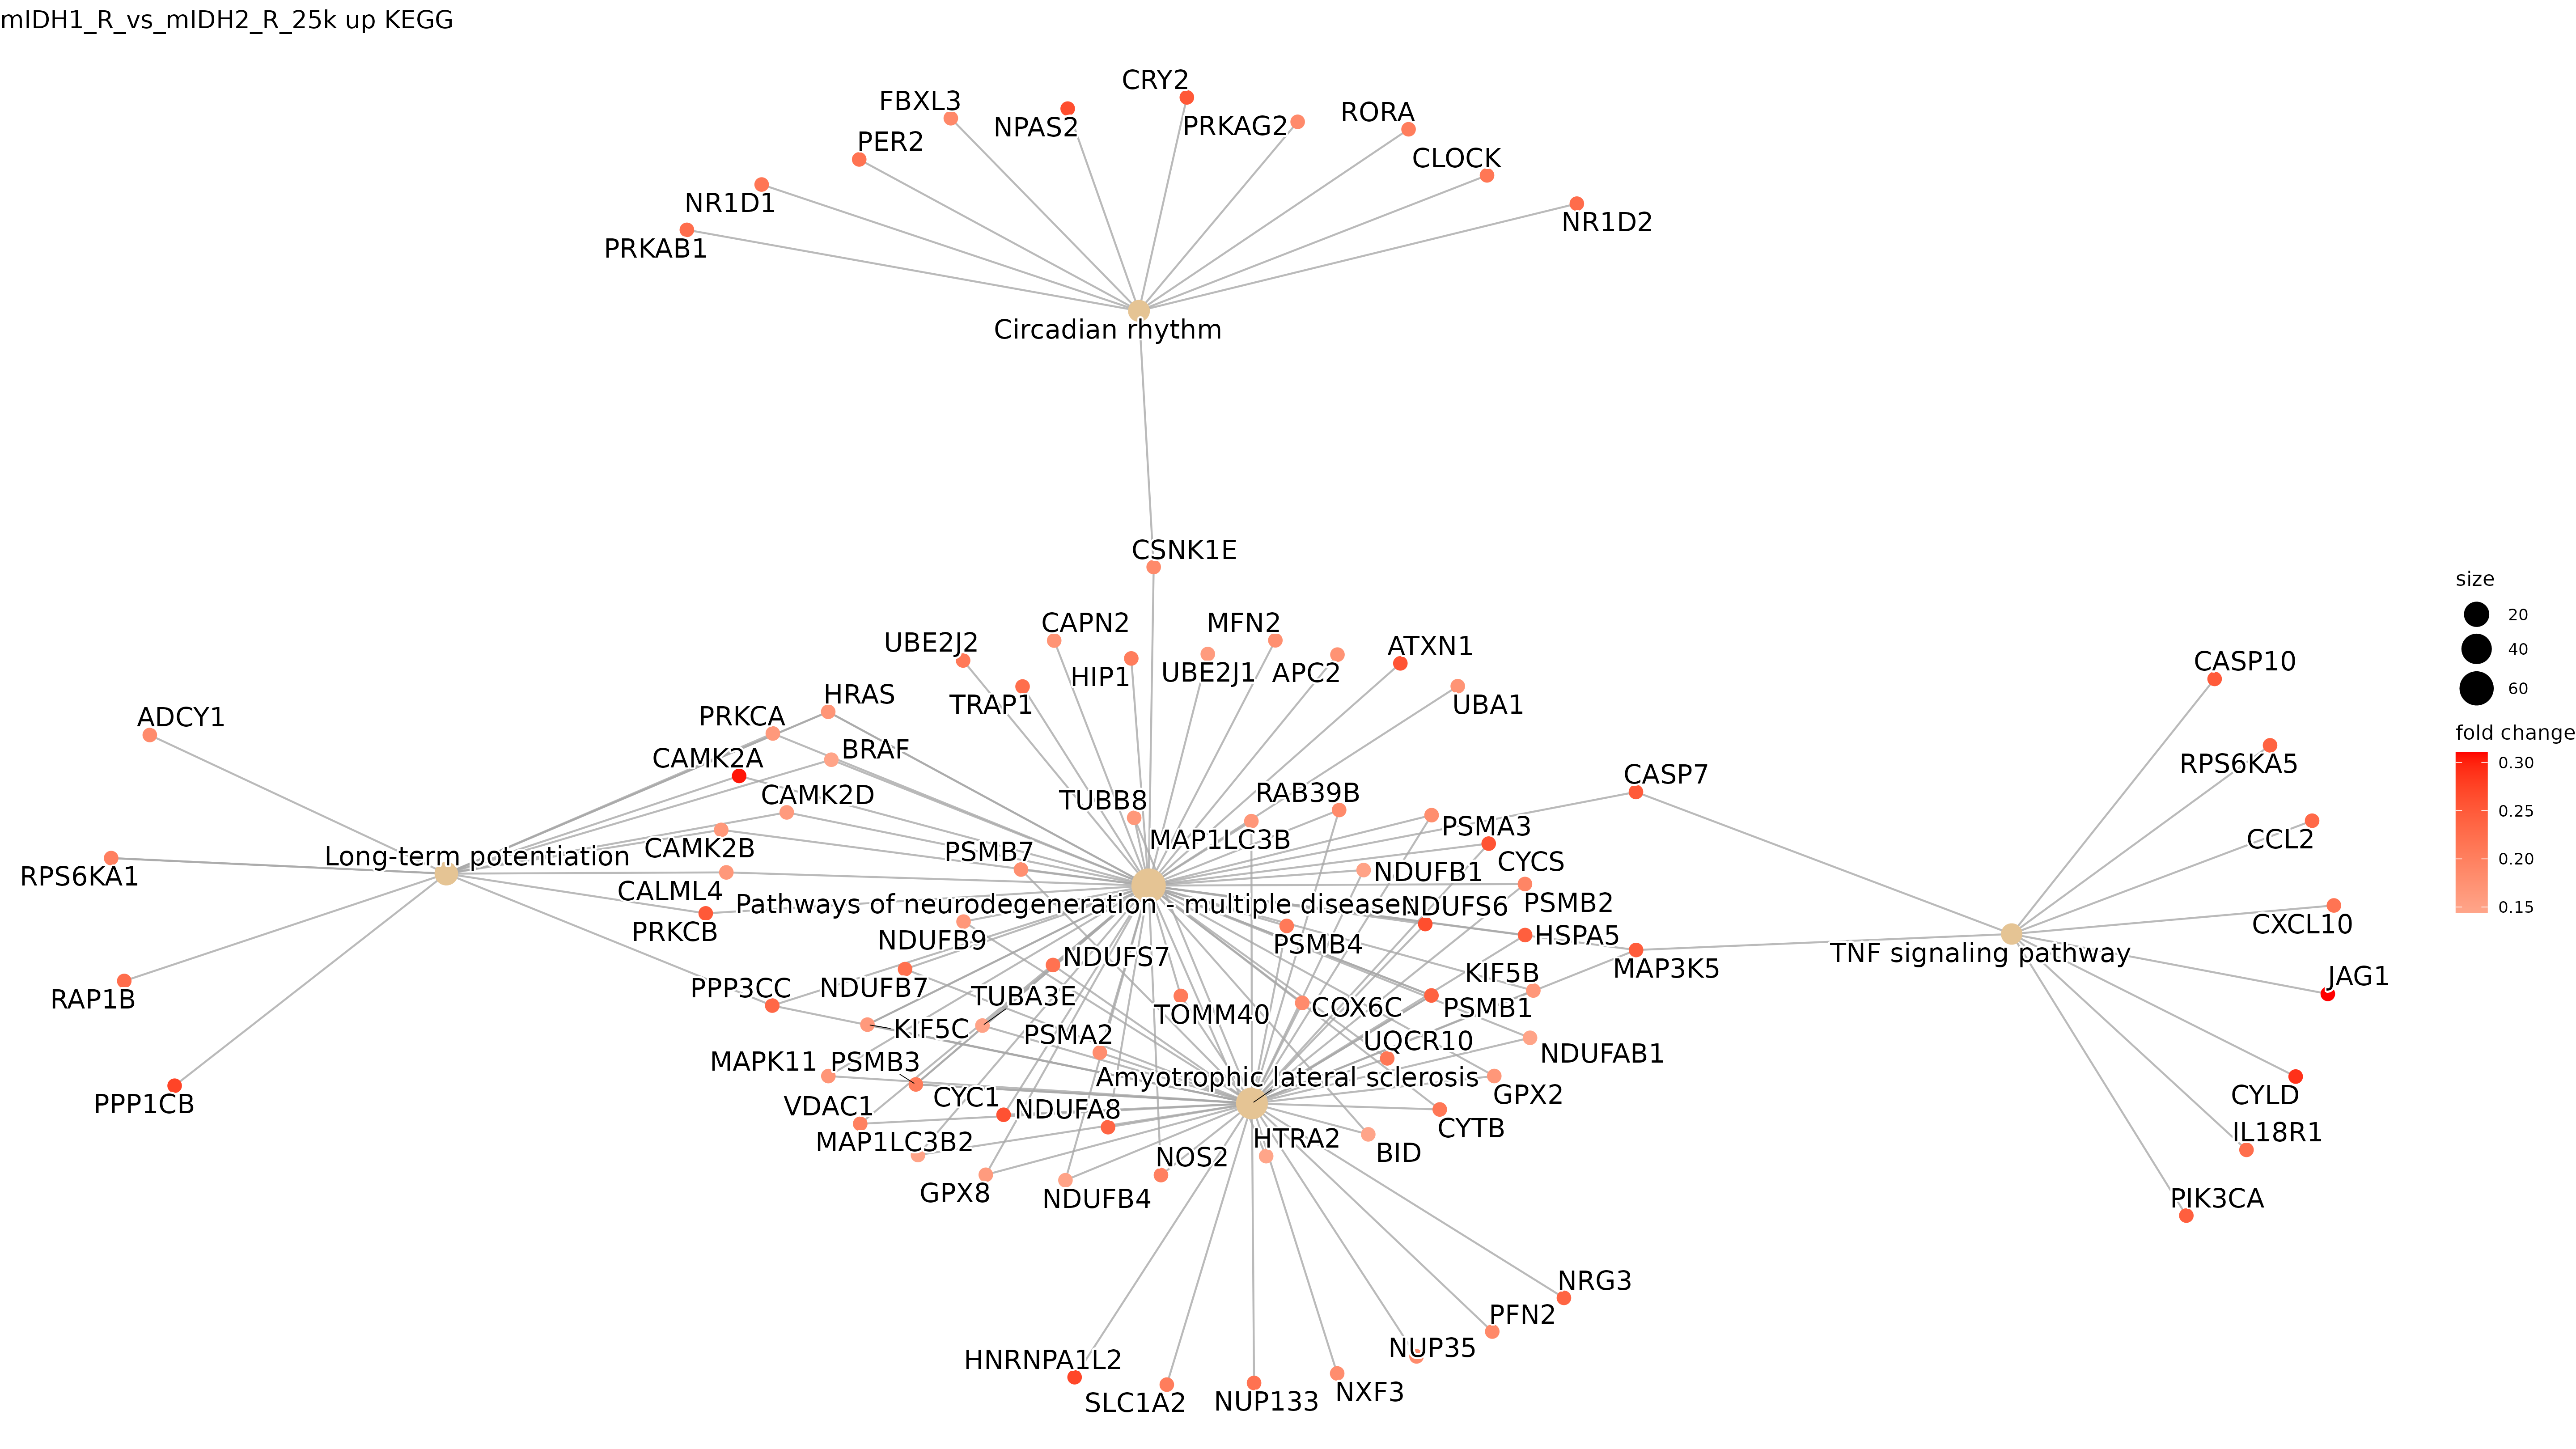 mIDH1_R_vs_mIDH2_R_25k up KEGG
CRY2
FBXL3
NPAS2
PRKAG2
RORA
PER2
CLOCK
NR1D1
NR1D2
PRKAB1
Circadian rhythm
CSNK1E
CAPN2
MFN2
UBE2J2
ATXN1
HIP1
UBE2J1
APC2
TRAP1
UBA1
HRAS
PRKCA
ADCY1
BRAF
CAMK2A
CAMK2D
CASP7
CASP10
RPS6KA5
TUBB8
RAB39B
MAP1LC3B
PSMA3
CCL2
Long-term potentiation
CAMK2B
PSMB7
CYCS
NDUFB1
RPS6KA1
CALML4
Pathways of neurodegeneration - multiple diseases
NDUFS6
PSMB2
PRKCB
NDUFB9
PSMB4
HSPA5
CXCL10
TNF signaling pathway
NDUFS7
KIF5B
MAP3K5
JAG1
RAP1B
PPP3CC
NDUFB7
TUBA3E
TOMM40
COX6C
PSMB1
KIF5C
PSMA2
UQCR10
NDUFAB1
MAPK11
PSMB3
Amyotrophic lateral sclerosis
GPX2
CYLD
PPP1CB
VDAC1
CYC1
NDUFA8
CYTB
MAP1LC3B2
HTRA2
BID
IL18R1
NOS2
GPX8
NDUFB4
PIK3CA
NRG3
PFN2
NUP35
HNRNPA1L2
SLC1A2
NUP133
NXF3
size
20
40
60
fold change
0.30
0.25
0.20
0.15